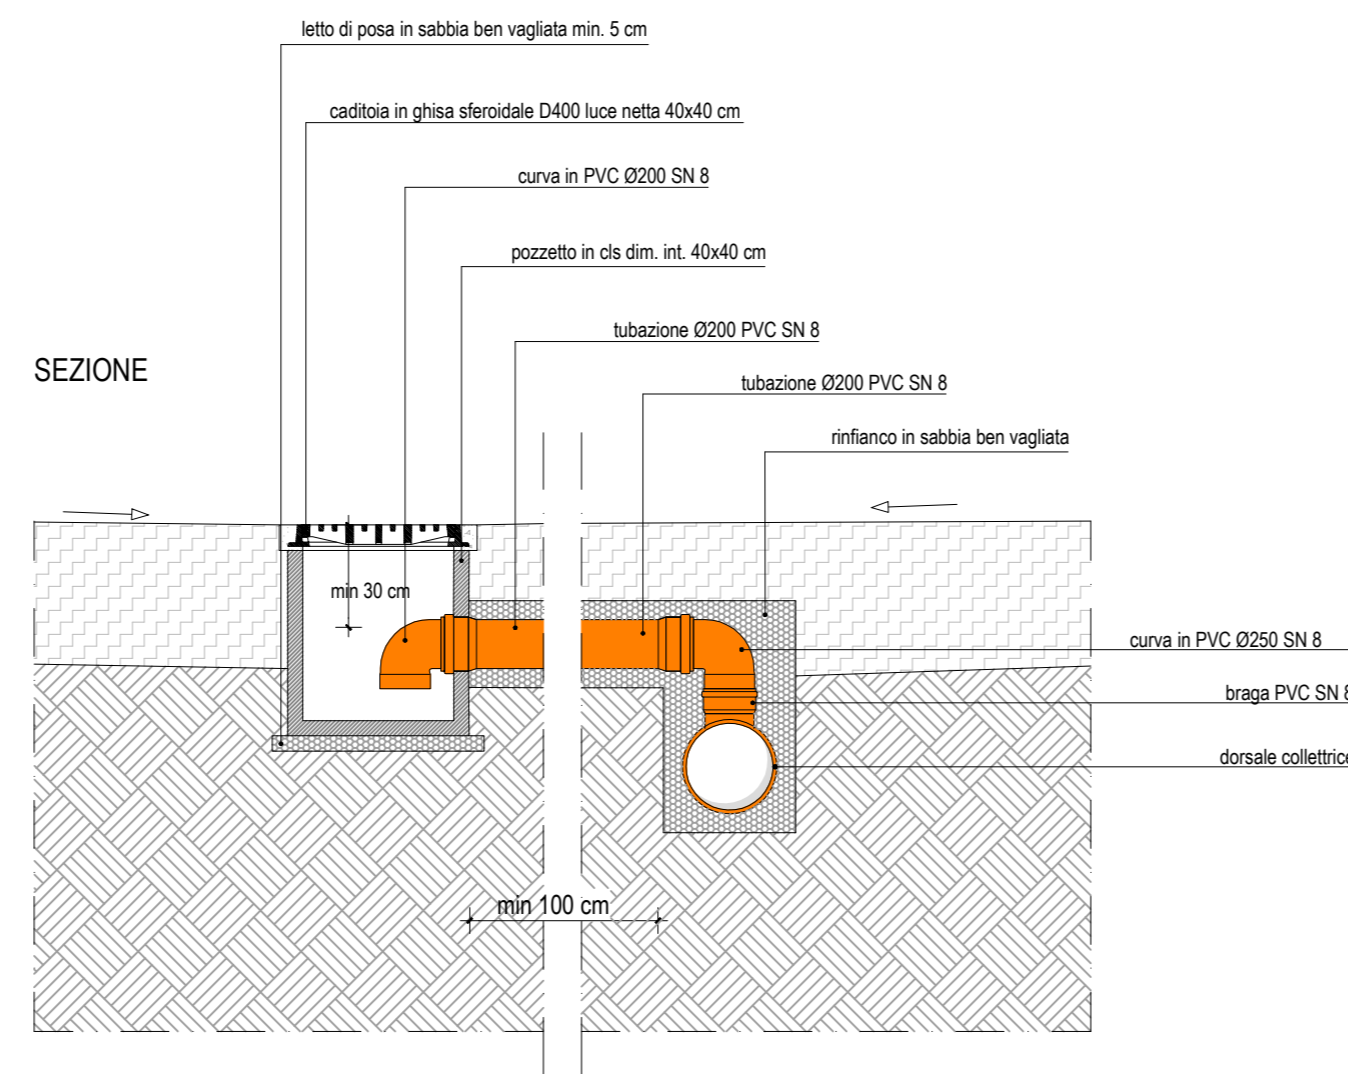 letto di posa in sabbia ben vagliata min. 5 cm
caditoia in ghisa sferoidale D400 luce netta 40x40 cm
curva in PVC Ø200 SN 8
pozzetto in cls dim. int. 40x40 cm
tubazione Ø200 PVC SN 8
SEZIONE
tubazione Ø200 PVC SN 8
rinfianco in sabbia ben vagliata
min 30 cm
curva in PVC Ø250 SN 8
braga PVC SN 8
dorsale collettrice
min 100 cm